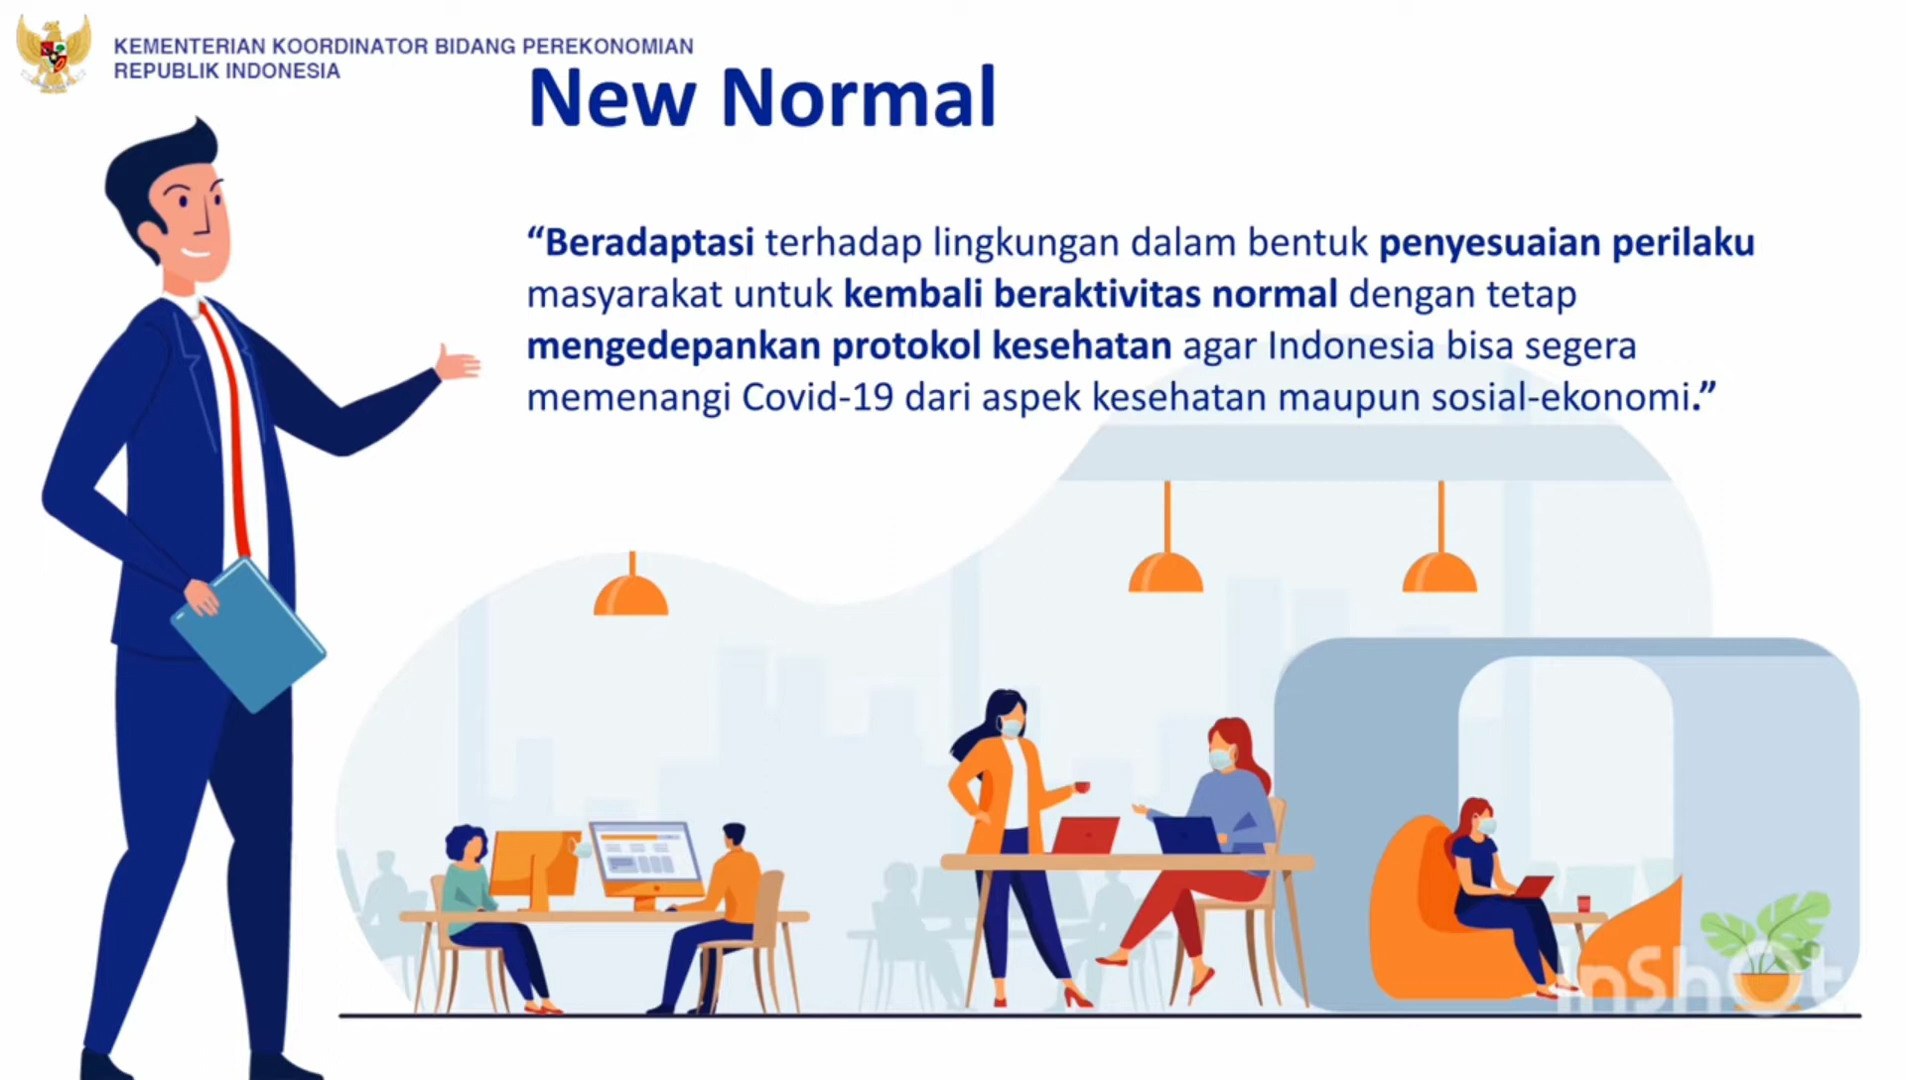 KEMENTERIAN KOORDINATOR BIDANG PEREKONOMIAN
REPUBLIK INDONESIA
New Normal
“Beradaptasi terhadap lingkungan dalam bentuk penyesuaian perilaku
masyarakat untuk kembali beraktivitas normal dengan tetap
mengedepankan protokol kesehatan agar Indonesia bisa segera
memenangi Covid-19 dari aspek kesehatan maupun sosial-ekonomi.”
InShOt